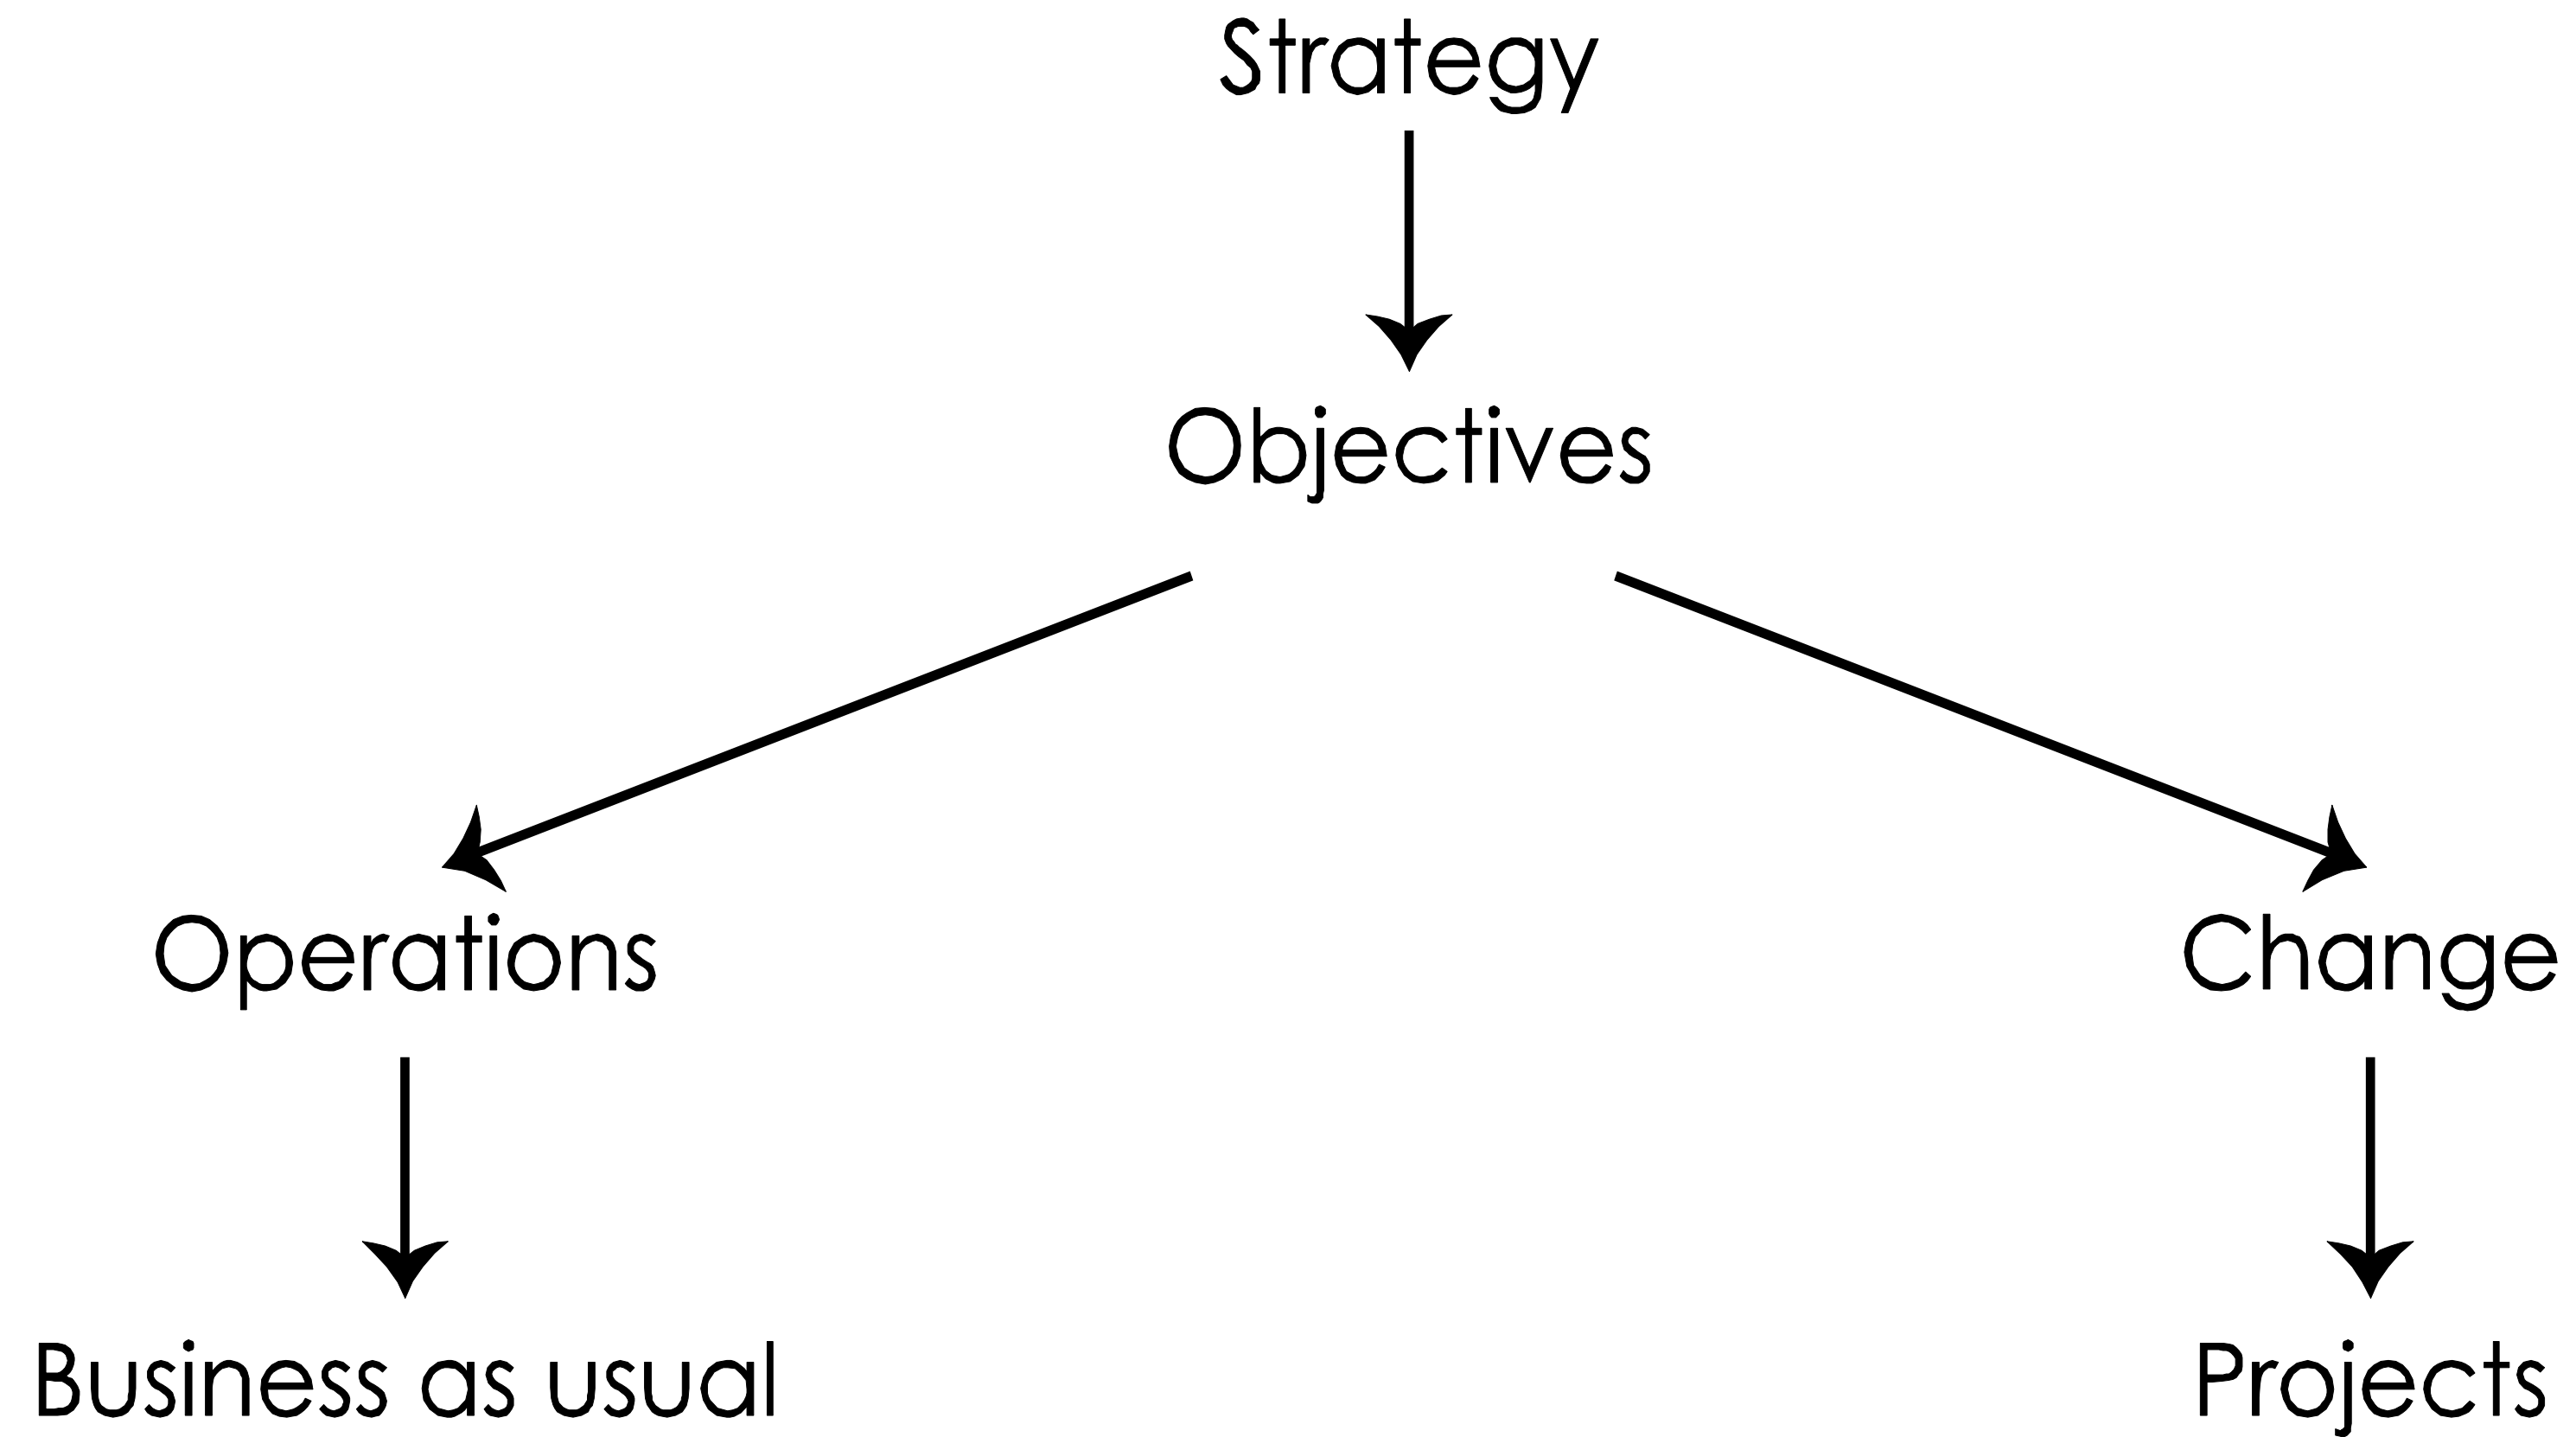 Strategy
Objectives
Operations
Change
Business as usual
Projects